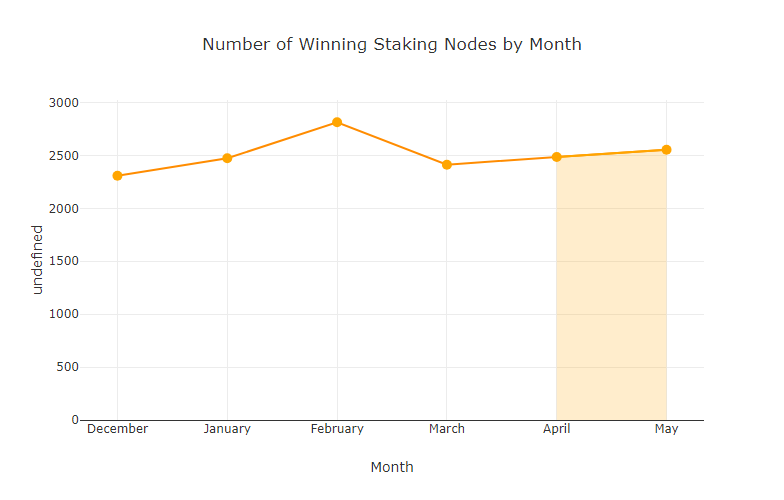 Number of Winning Staking Nodes by Month
3000
2500
2000
1500
1000
500
0
undefined
December January February March April May
Month